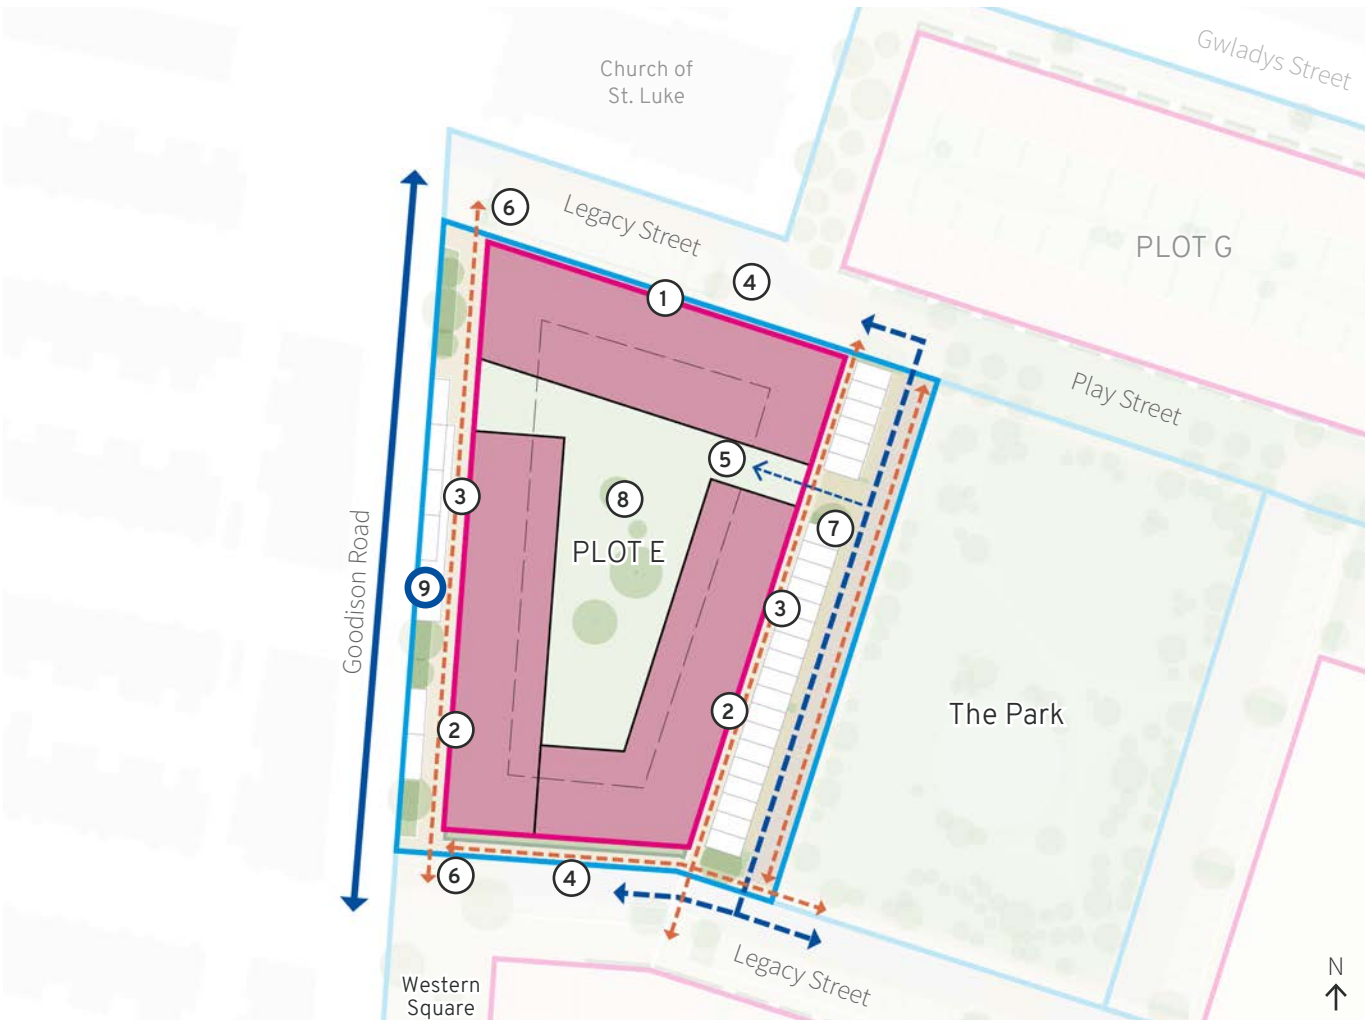 Gwladys Street
Church of
St. Luke
6
Legacy Street
PLOT G
4
1
Play Street
5
3
8
7
PLOT E
Goodison Road
9
3
2
2
The Park
6
4
Legacy Street
Western
Square
N